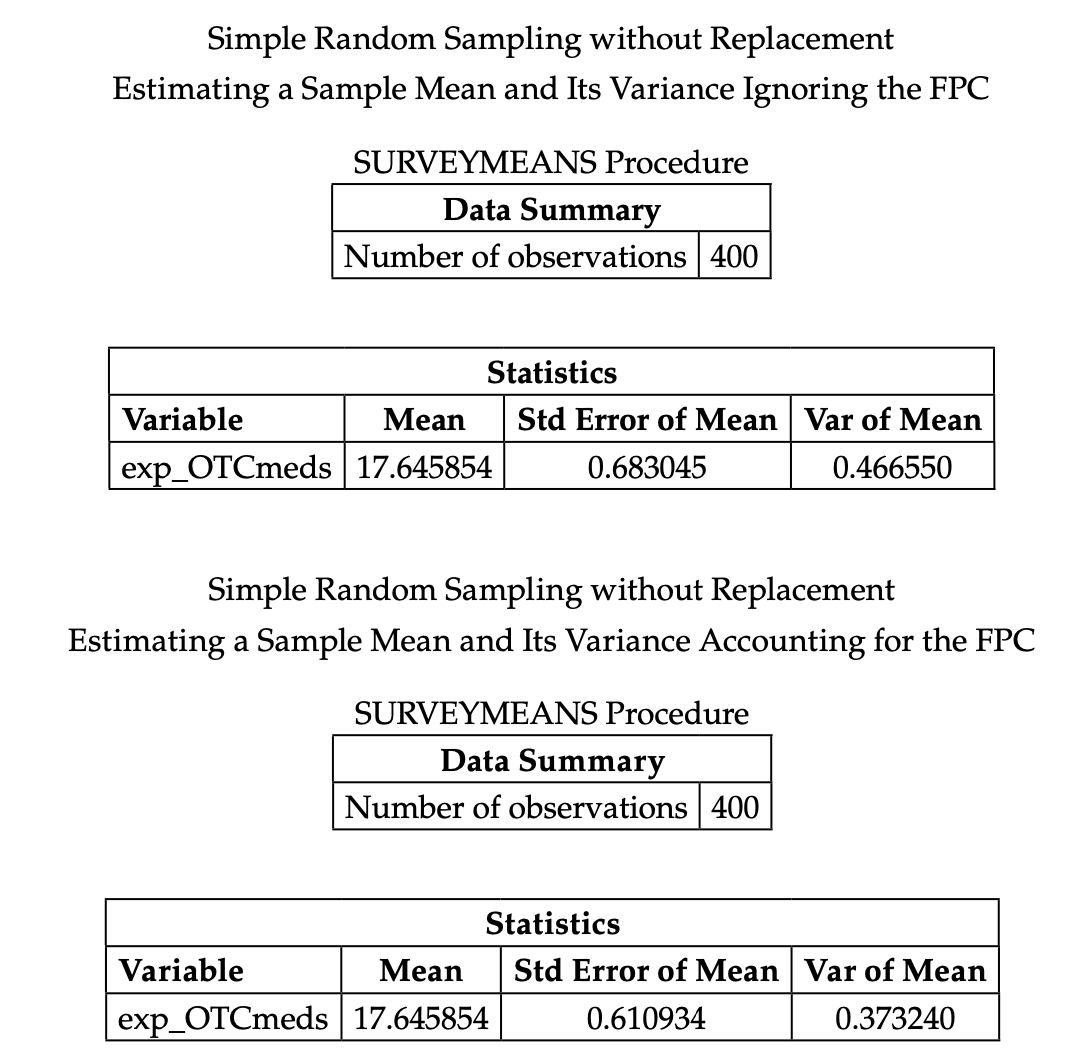 Simple Random Sampling without Replacement
Estimating a Sample Mean and Its Variance Ignoring the FPC
SURVEYMEANS Procedure
Data Summary
Number of observations 400
Statistics
Variable Mean Std Error of Mean Var of Mean
exp_OTCmeds 17.645854 0.683045 0.466550
Simple Random Sampling without Replacement
Estimating a Sample Mean and Its Variance Accounting for the FPC
SURVEYMEANS Procedure
Data Summary
Number of observations 400
Statistics
Variable Mean Std Error of Mean Var of Mean
exp_OTCmeds 17.645854 0.610934 0.373240